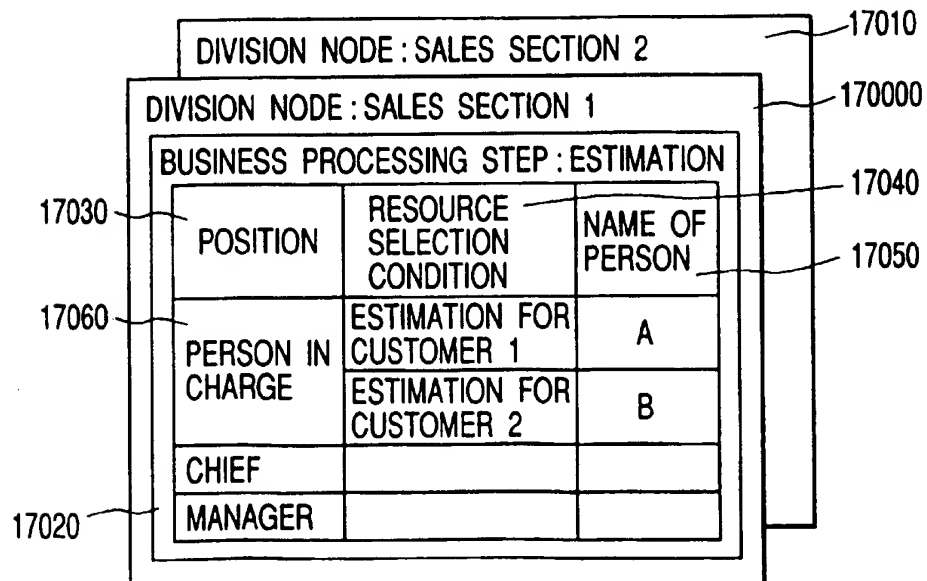 17010
DIVISION NODE : SALES SECTION 2
170000
DIVISION NODE : SALES SECTION 1
BUSINESS PROCESSING STEP : ESTIMATION
17040
17030
POSITION
RESOURCE
SELECTION
CONDITION
NAME OF
PERSON
17050
17060
PERSON IN
CHARGE
ESTIMATION FOR
CUSTOMER 1
A
ESTIMATION FOR
CUSTOMER 2
B
CHIEF
17020
MANAGER